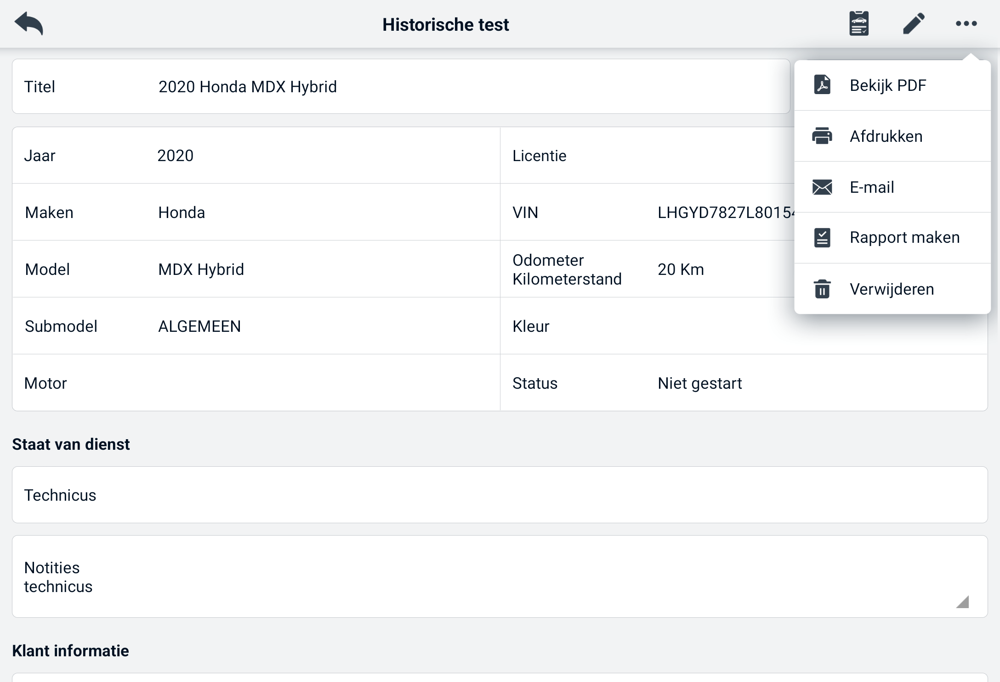 Historische test
Titel 2020 Honda MDX Hybrid
Bekijk PDF
Afdrukken
E-mail
Rapport maken
Verwijderen
Jaar 2020
Licentie
Maken Honda
VIN LHGYD7827L8015
Model MDX Hybrid
Odometer
Kilometerstand 20 Km
Submodel ALGEMEEN
Kleur
Motor
Status Niet gestart
Staat van dienst
Technicus
Notities
technicus
Klant informatie